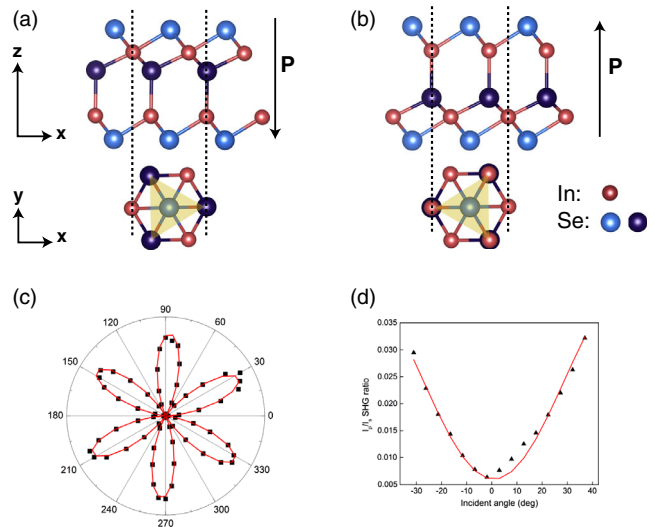 (a)
z
x
P
y
x
(b)
P
In:
Se:
(c)
90
120
60
150
30
180
0
210
330
240
300
270
(d)
0.035
0.030
0.025
0.020
0.015
0.010
0.005
Iₚ/Iₛ SHG ratio
-30 -20 -10 0 10 20 30 40
Incident angle (deg)